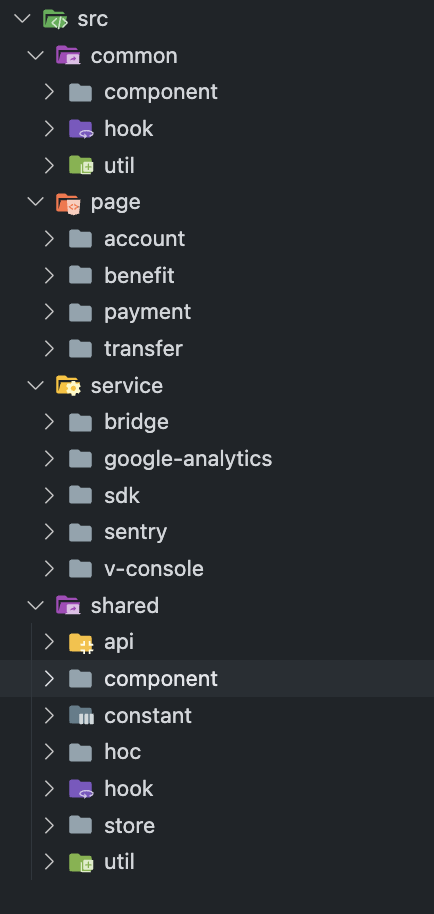 src
common
component
hook
util
page
account
benefit
payment
transfer
service
bridge
google-analytics
sdk
sentry
v-console
shared
api
component
constant
hoc
hook
store
util